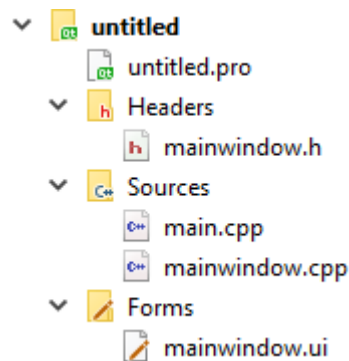 untitled
untitled.pro
Headers
mainwindow.h
Sources
main.cpp
mainwindow.cpp
Forms
mainwindow.ui